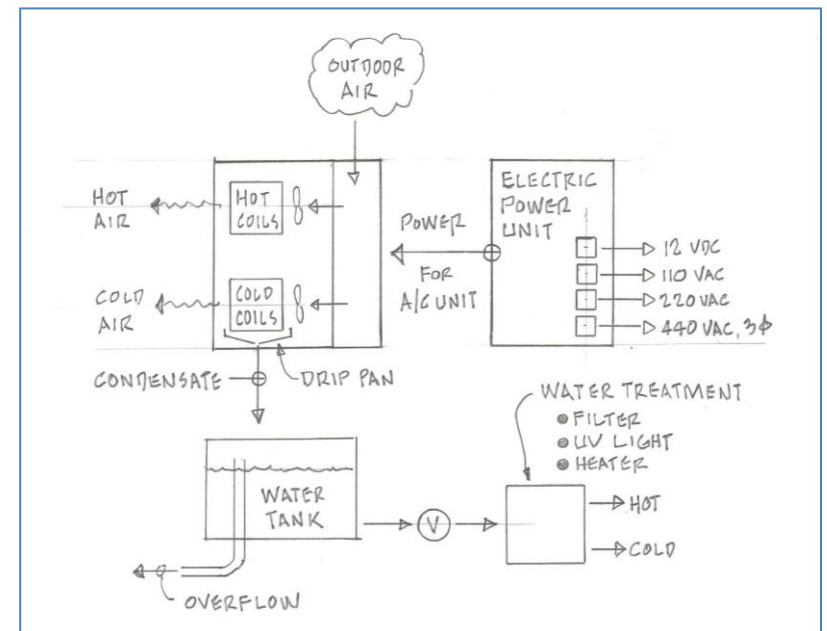 OUTDOOR
AIR
HOT
AIR
HOT
COILS
COLD
AIR
COLD
COILS
POWER
FOR
A/C UNIT
ELECTRIC
POWER
UNIT
12 VDC
110 VAC
220 VAC
440 VAC, 3ϕ
CONDENSATE
DRIP PAN
WATER TREATMENT
● FILTER
● UV LIGHT
● HEATER
WATER
TANK
V
HOT
COLD
OVERFLOW